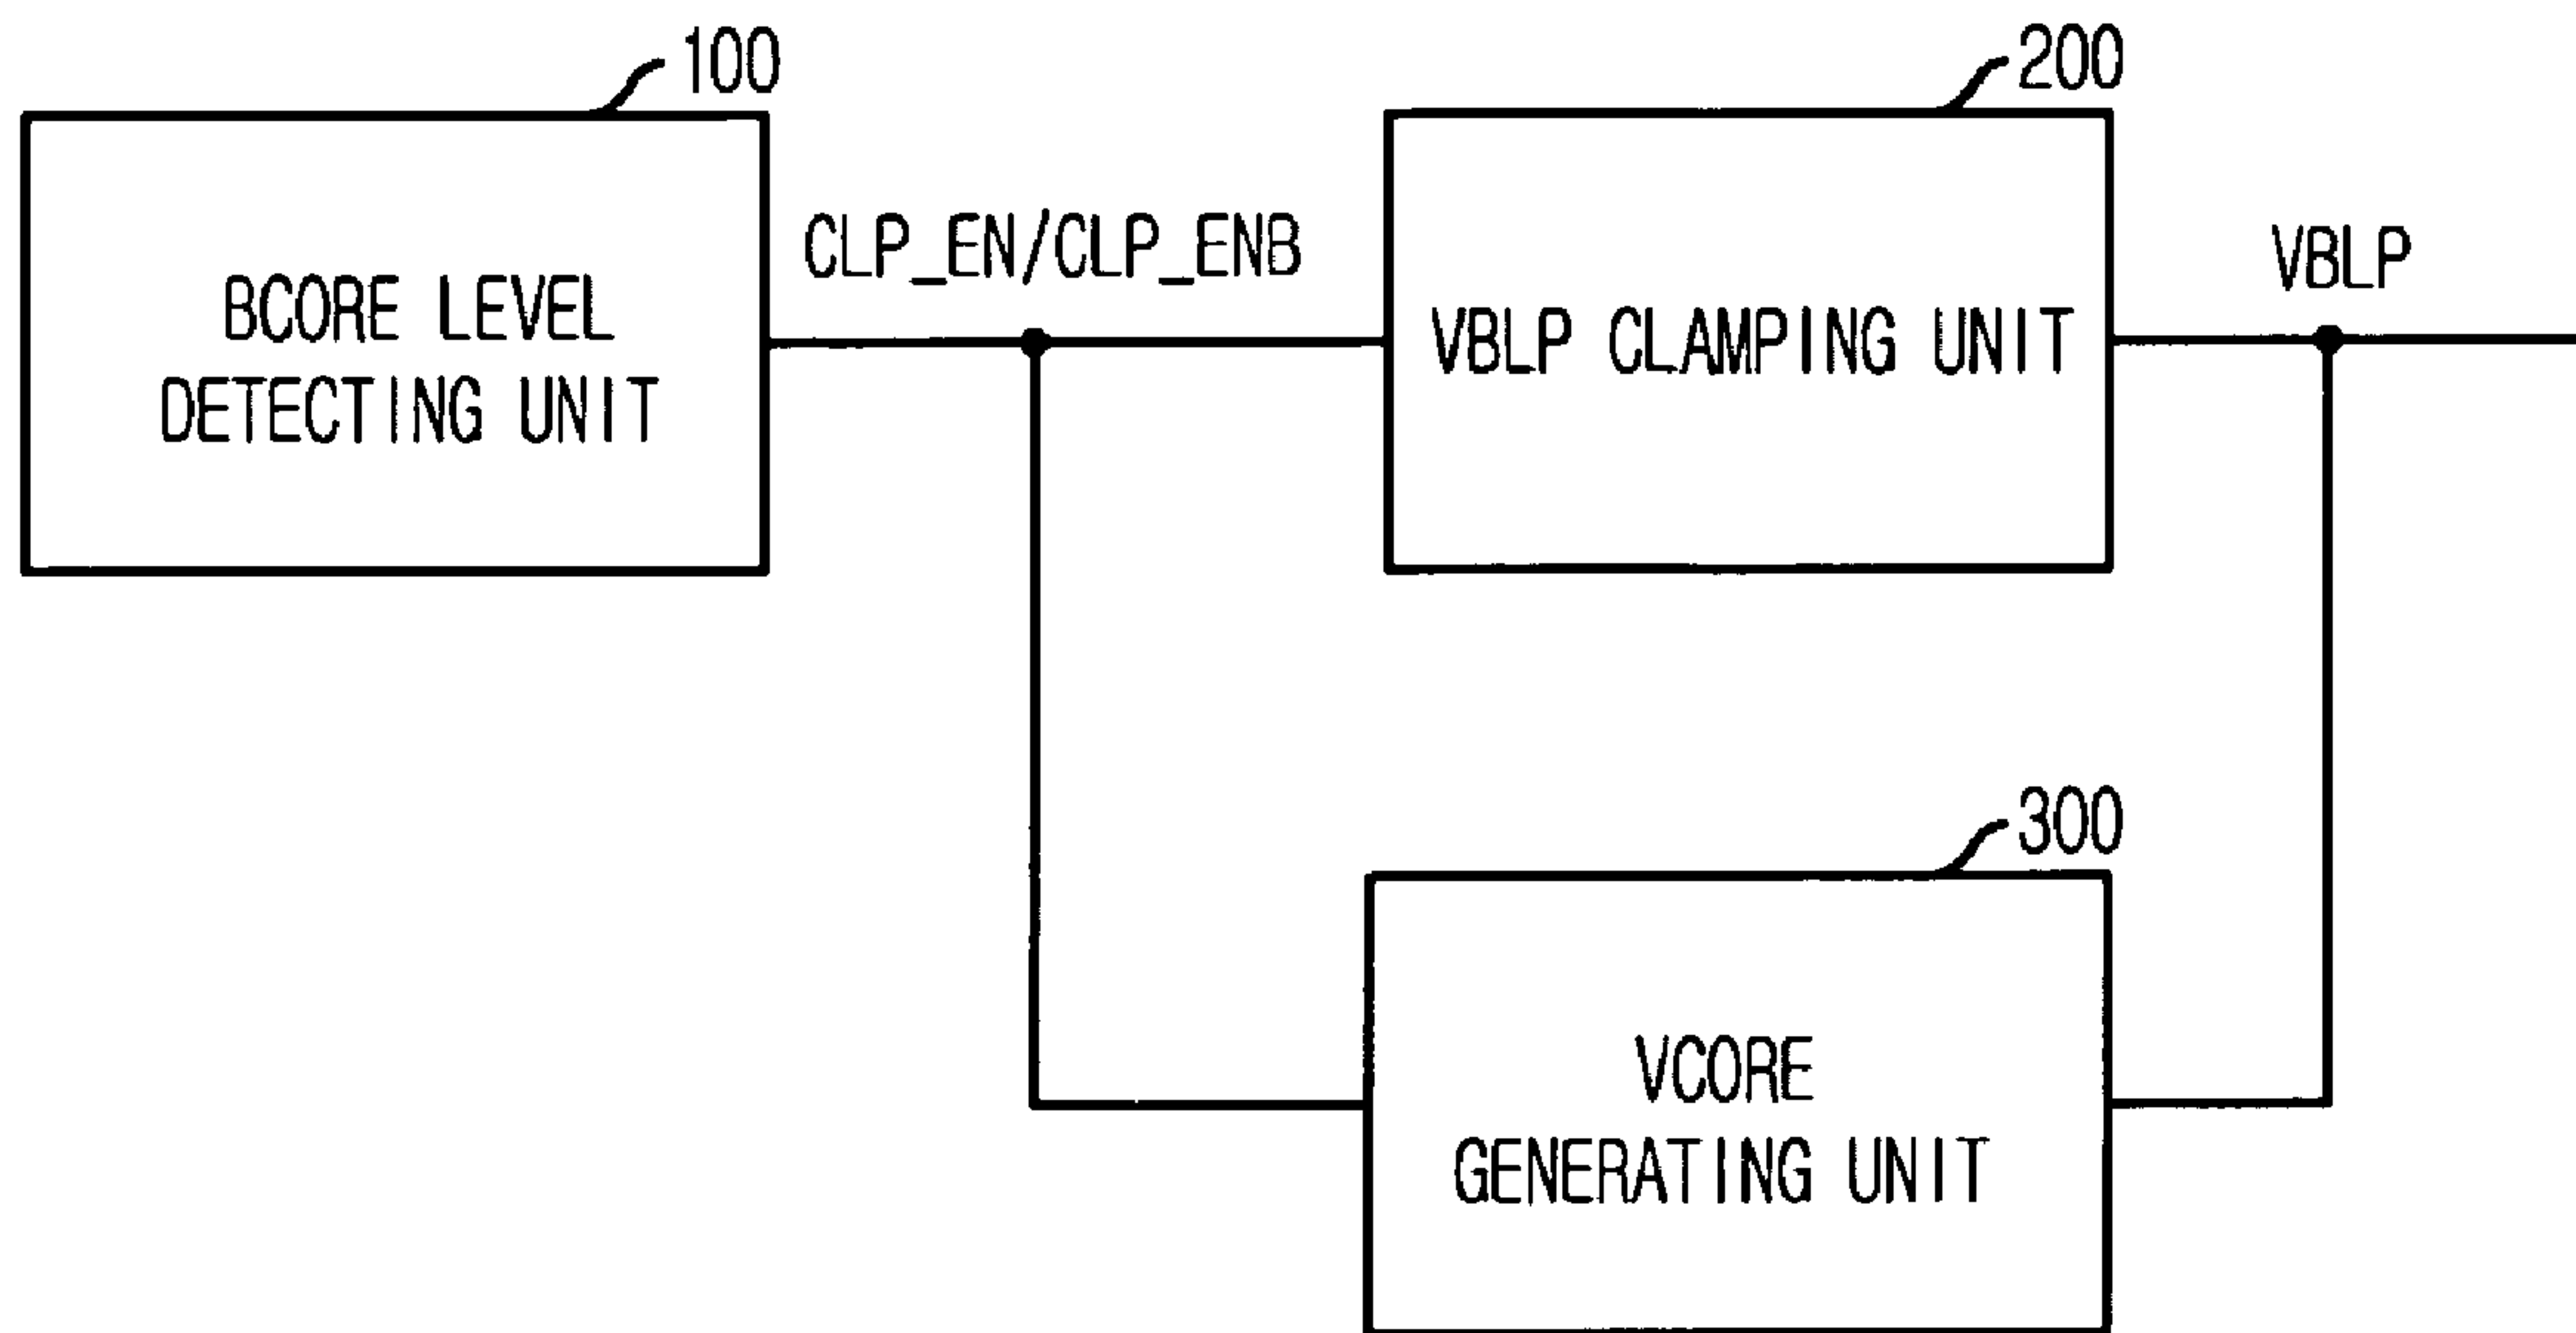 100
200
BCORE LEVEL
DETECTING UNIT
CLP_EN/CLP_ENB
VBLP CLAMPING UNIT
VBLP
300
VCORE
GENERATING UNIT